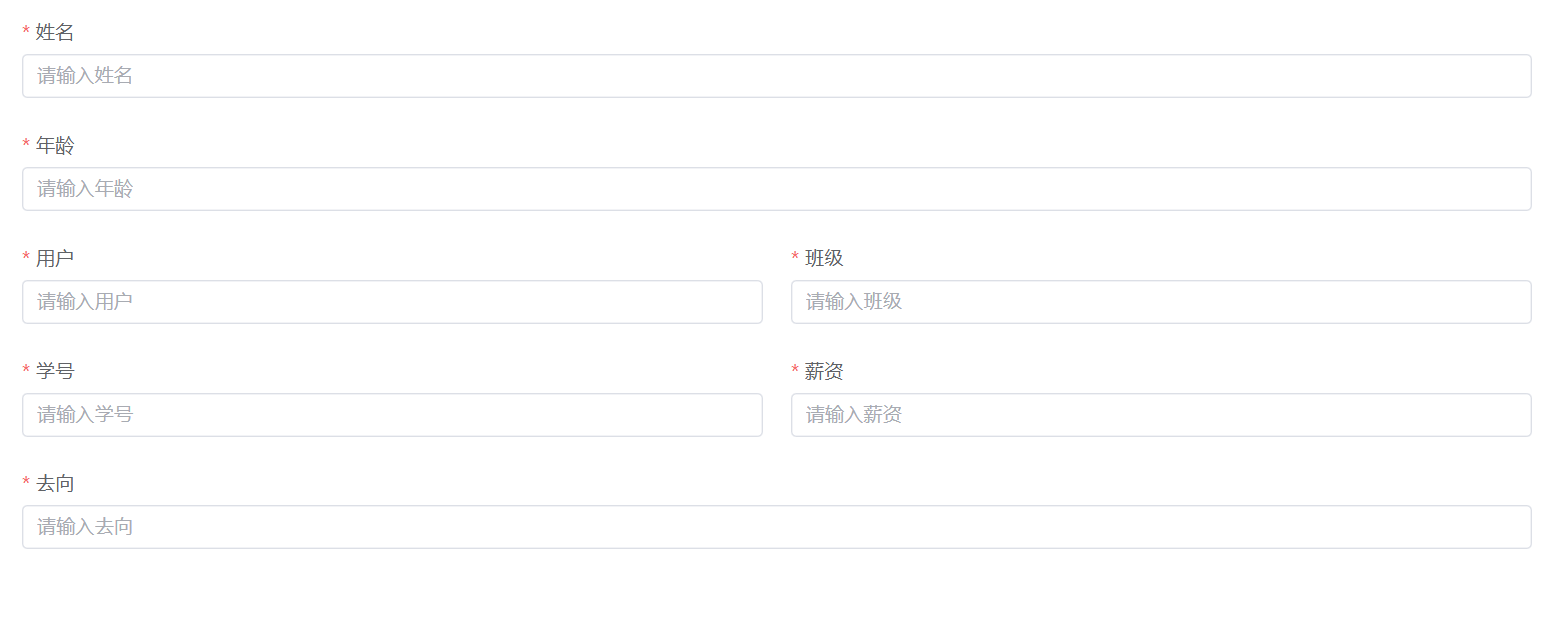 * 姓名
请输入姓名
* 年龄
请输入年龄
* 用户
请输入用户
* 班级
请输入班级
* 学号
请输入学号
* 薪资
请输入薪资
* 去向
请输入去向